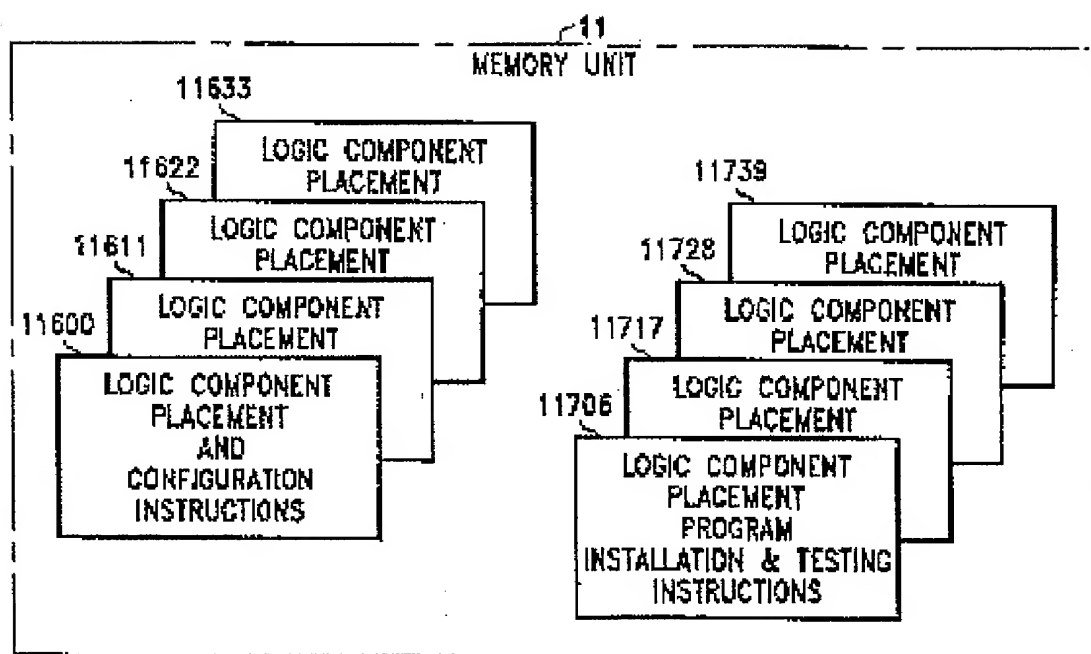 11
MEMORY UNIT
11633
LOGIC COMPONENT
PLACEMENT
11622
LOGIC COMPONENT
PLACEMENT
11611
LOGIC COMPONENT
PLACEMENT
11600
LOGIC COMPONENT
PLACEMENT
AND
CONFIGURATION
INSTRUCTIONS
11739
LOGIC COMPONENT
PLACEMENT
11728
LOGIC COMPONENT
PLACEMENT
11717
LOGIC COMPONENT
PLACEMENT
11706
LOGIC COMPONENT
PLACEMENT
PROGRAM
INSTALLATION & TESTING
INSTRUCTIONS